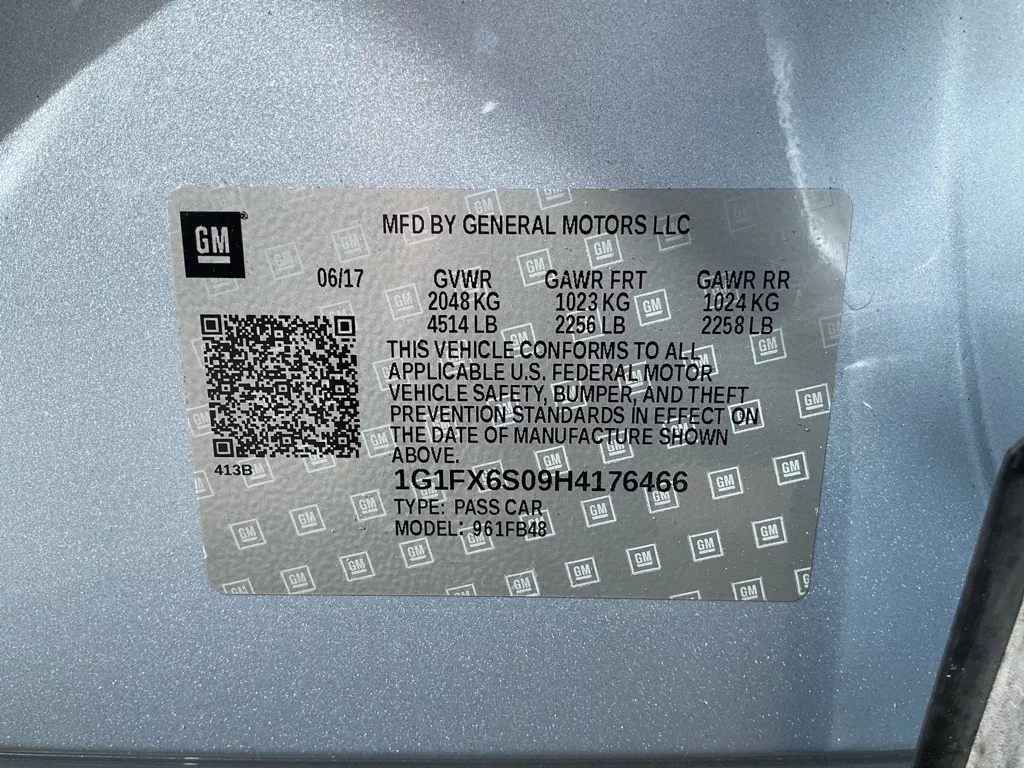 GM
MFD BY GENERAL MOTORS LLC
06/17 GVWR GAWR FRT GAWR RR
2048 KG 1023 KG 1024 KG
4514 LB 2256 LB 2258 LB
THIS VEHICLE CONFORMS TO ALL
APPLICABLE U.S. FEDERAL MOTOR
VEHICLE SAFETY, BUMPER, AND THEFT
PREVENTION STANDARDS IN EFFECT ON
THE DATE OF MANUFACTURE SHOWN
ABOVE.
413B
1G1FX6S09H4176466
TYPE: PASS CAR
MODEL: 961FB48